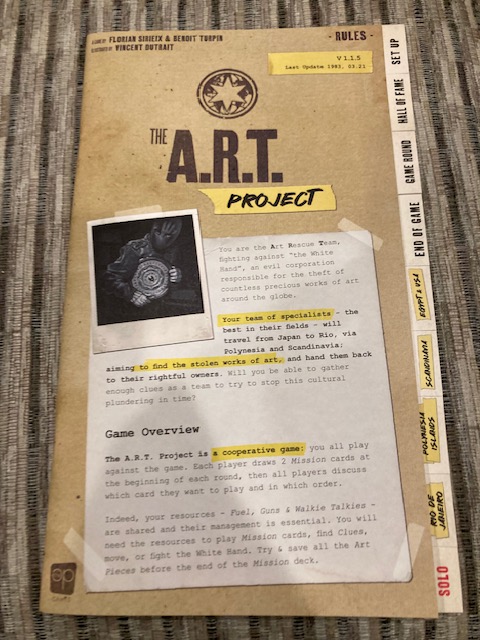 A GAME BY FLORIAN SIRIEIX & BENOIT TURPIN
ILLUSTRATED BY VINCENT DUTRAIT
- RULES -
V 1.1.5
Last Update 1983, 03.21
THE
A.R.T.
PROJECT
You are the Art Rescue Team,
fighting against "the White
Hand", an evil corporation
responsible for the theft of
countless precious works of art
around the globe.
Your team of specialists - the
best in their fields - will
travel from Japan to Rio, via
Polynesia and Scandinavia;
aiming to find the stolen works of art, and hand them back
to their rightful owners. Will you be able to gather
enough clues as a team to try to stop this cultural
plundering in time?
Game Overview
The A.R.T. Project is a cooperative game: you all play
against the game. Each player draws 2 Mission cards at
the beginning of each round, then all players discuss
which card they want to play and in which order.
Indeed, your resources - Fuel, Guns & Walkie Talkies -
are shared and their management is essential. You will
need the resources to play Mission cards, find Clues,
move, or fight the White Hand. Try & save all the Art
Pieces before the end of the Mission deck.
SET UP
HALL OF FAME
GAME ROUND
END OF GAME
EGYPT & USA
SCANDINAVIA
POLYNESIA
ISLANDS
RIO DE
JANEIRO
SOLO